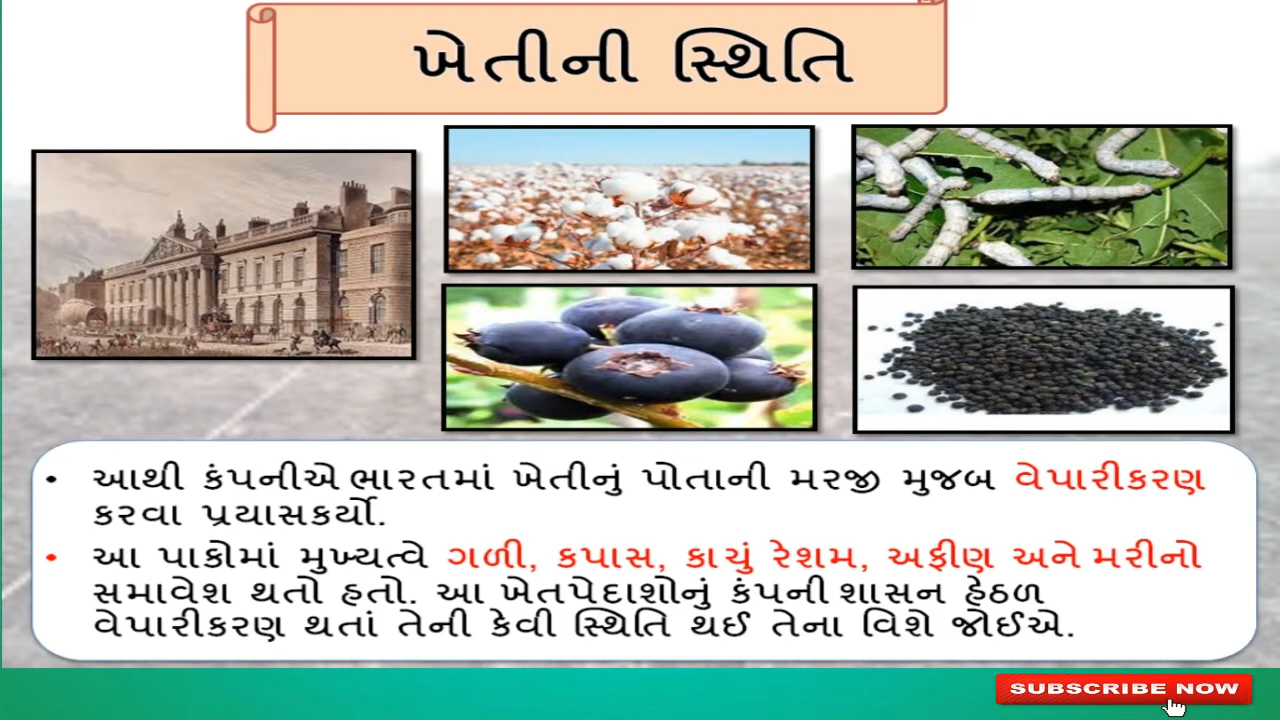 ખેતીની સ્થિતિ
• આથી કંપનીએ ભારતમાં ખેતીનું પોતાની મરજી મુજબ વેપારીકરણ
કરવા પ્રયાસકર્યો.
• આ પાકોમાં મુખ્યત્વે ગળી, કપાસ, કાચું રેશમ, અફીણ અને મરીનો
સમાવેશ થતો હતો. આ ખેતપેદાશોનું કંપની શાસન હેઠળ
વેપારીકરણ થતાં તેની કેવી સ્થિતિ થઈ તેના વિશે જોઈએ.
SUBSCRIBE NOW